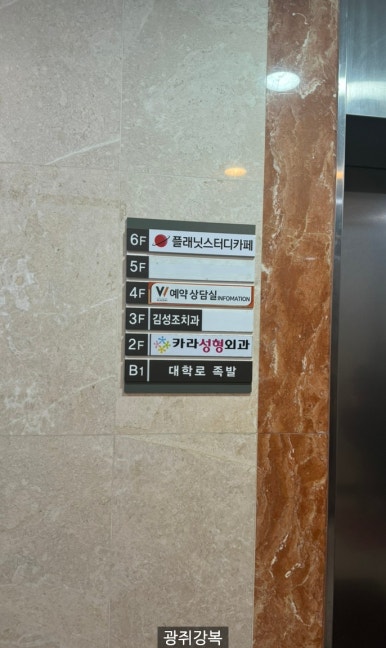 6F 플래닛스터디카페
5F
4F W 예약상담실 INFOMATION
3F 김성조치과
2F 카라성형외과
B1 대학로 족발
광쥐강복